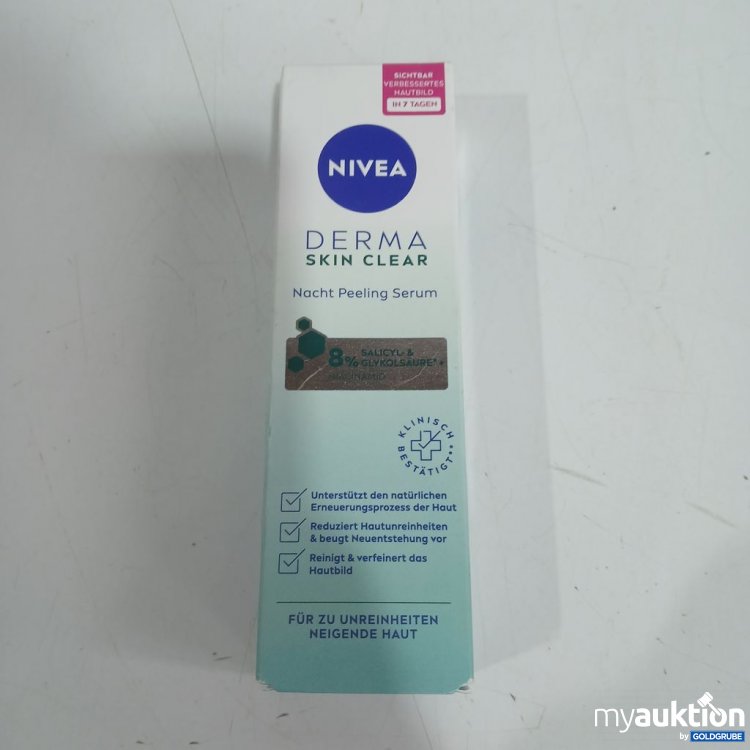 SICHTBAR
VERBESSERTES
HAUTBILD
IN 7 TAGEN
NIVEA
DERMA
SKIN CLEAR
Nacht Peeling Serum
8% SALICYL- &
GLYKOLSÄURE* +
NIACINAMID
KLINISCH
BESTÄTIGT**
Unterstützt den natürlichen
Erneuerungsprozess der Haut
Reduziert Hautunreinheiten
& beugt Neuentstehung vor
Reinigt & verfeinert das
Hautbild
FÜR ZU UNREINHEITEN
NEIGENDE HAUT
myauktion
by GOLDGRUBE